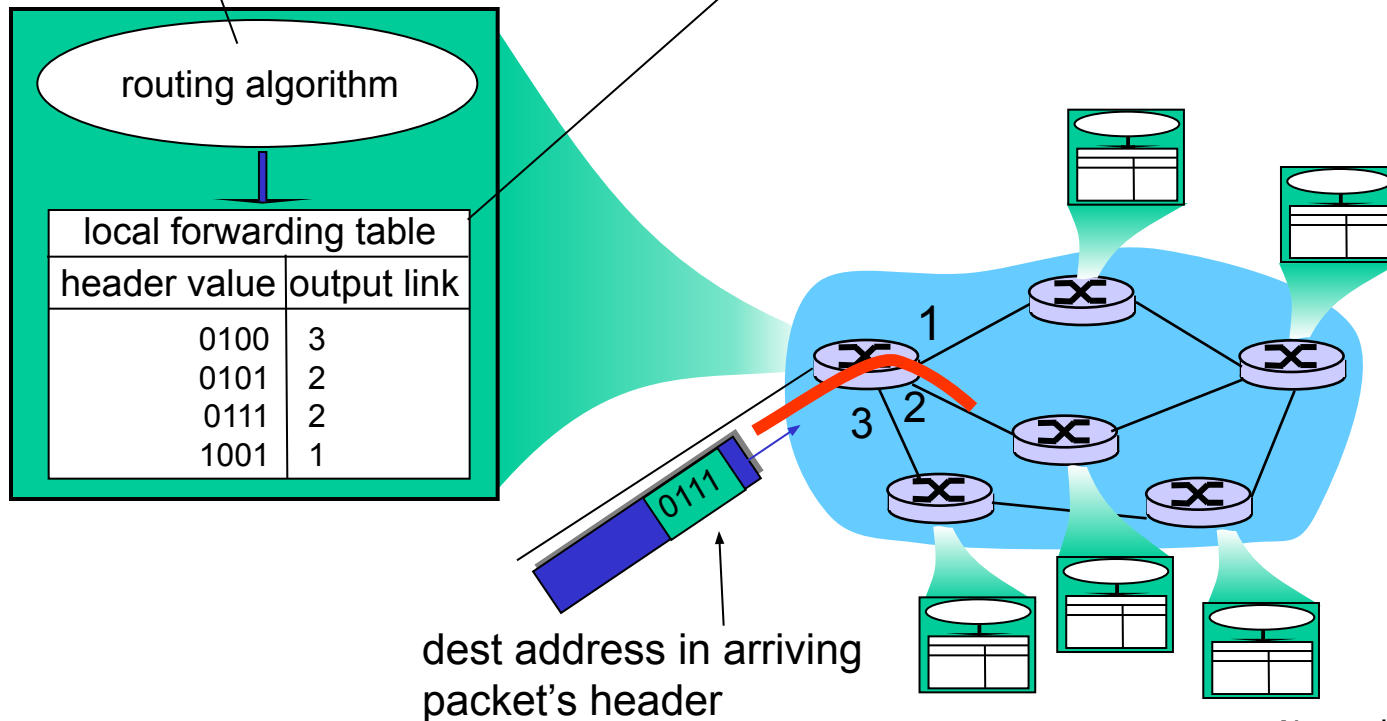 routing algorithm
local forwarding table
header value output link
0100 3
0101 2
0111 2
1001 1
1
2
3
0111
dest address in arriving
packet's header